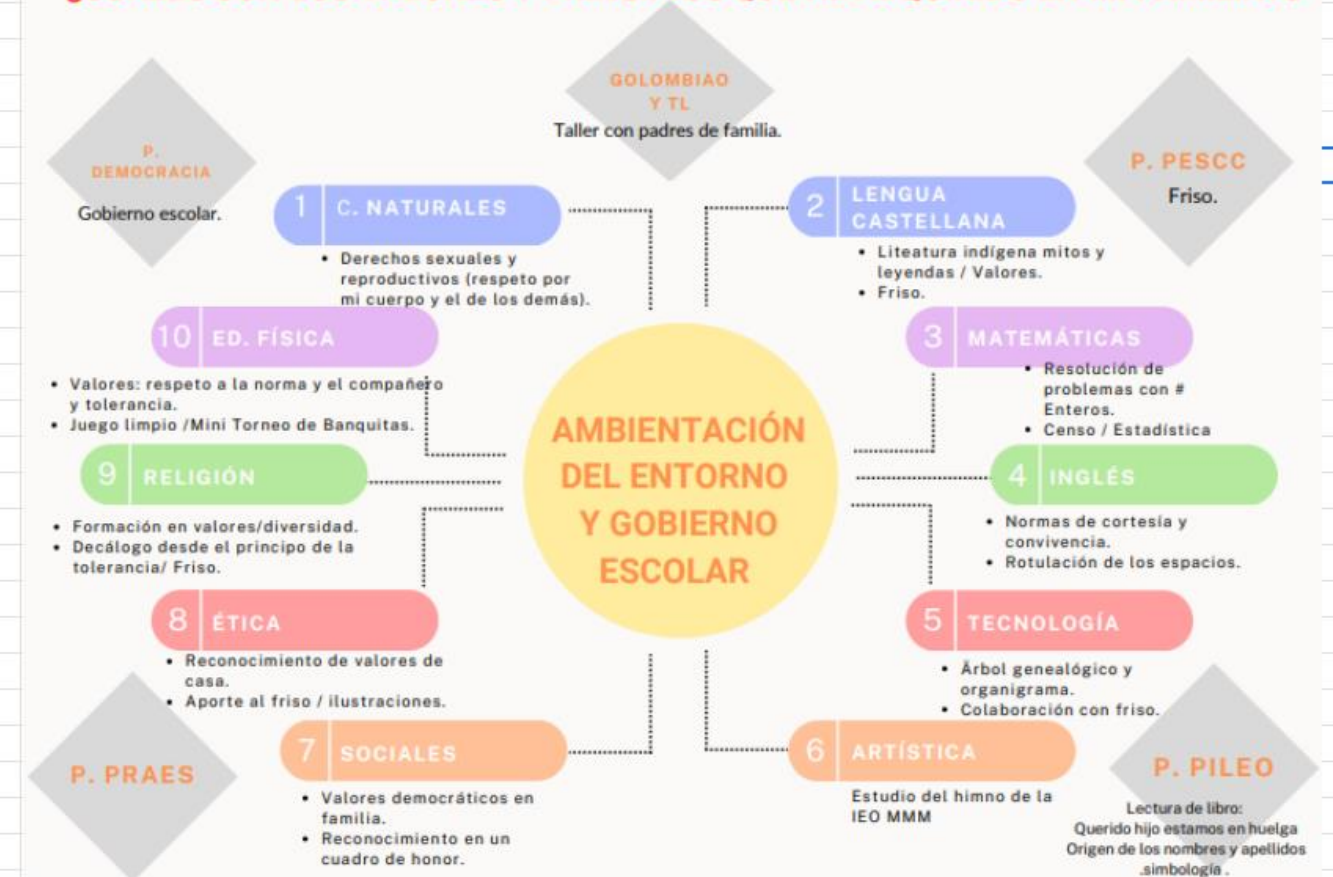 GOLOMBIAO
Y TL
Taller con padres de familia.
P.
DEMOCRACIA
Gobierno escolar.
P. PESCC
Friso.
1 C. NATURALES
• Derechos sexuales y
reproductivos (respeto por
mi cuerpo y el de los demás).
2 LENGUA
CASTELLANA
• Liteatura indígena mitos y
leyendas / Valores.
• Friso.
10 ED. FÍSICA
• Valores: respeto a la norma y el compañero
y tolerancia.
• Juego limpio /Mini Torneo de Banquitas.
3 MATEMÁTICAS
• Resolución de
problemas con #
Enteros.
• Censo / Estadística
AMBIENTACIÓN
DEL ENTORNO
Y GOBIERNO
ESCOLAR
9 RELIGIÓN
• Formación en valores/diversidad.
• Decálogo desde el principo de la
tolerancia/ Friso.
4 INGLÉS
• Normas de cortesía y
convivencia.
• Rotulación de los espacios.
8 ÉTICA
• Reconocimiento de valores de
casa.
• Aporte al friso / ilustraciones.
5 TECNOLOGÍA
• Árbol genealógico y
organigrama.
• Colaboración con friso.
P. PRAES
7 SOCIALES
• Valores democráticos en
familia.
• Reconocimiento en un
cuadro de honor.
6 ARTÍSTICA
Estudio del himno de la
IEO MMM
P. PILEO
Lectura de libro:
Querido hijo estamos en huelga
Origen de los nombres y apellidos
.simbología .